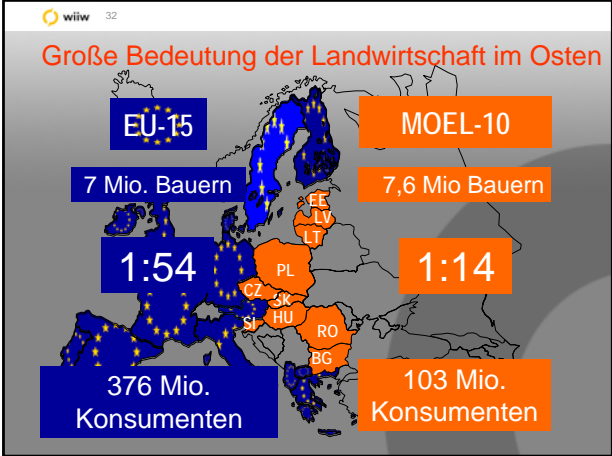 wiiw 32
Große Bedeutung der Landwirtschaft im Osten
EU-15
MOEL-10
7 Mio. Bauern
7,6 Mio Bauern
EE
LV
LT
1:54
1:14
PL
CZ
SK
HU
SI
RO
BG
376 Mio.
Konsumenten
103 Mio.
Konsumenten